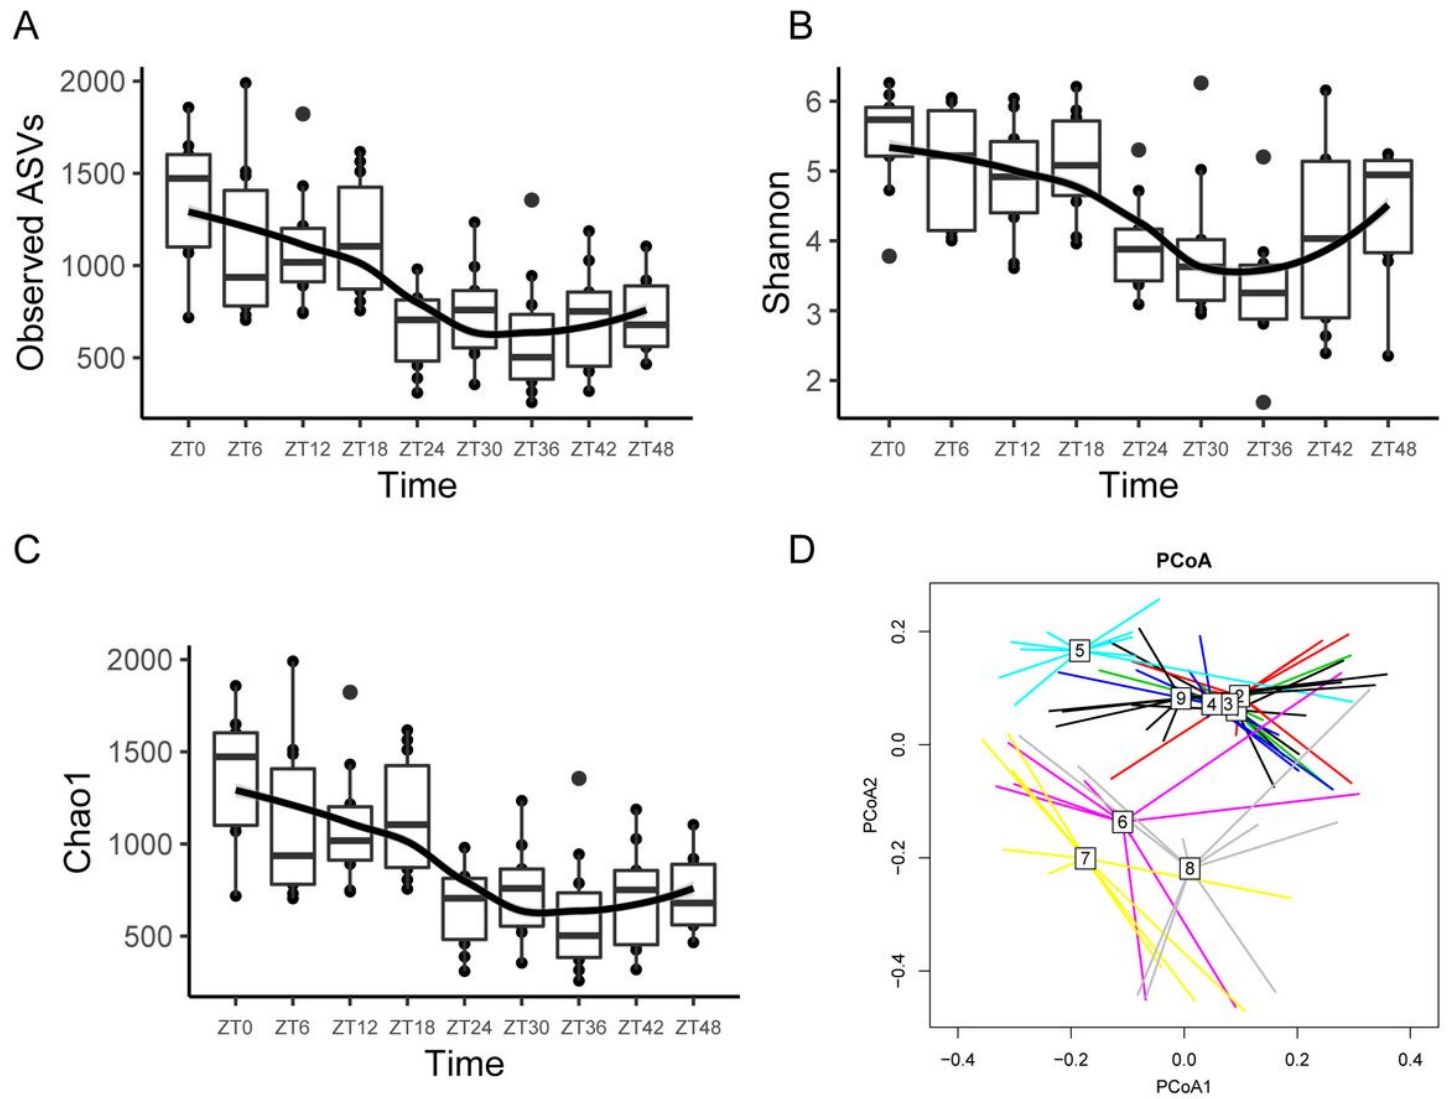 A
Observed ASVs
2000
1500
1000
500
ZT0 ZT6 ZT12 ZT18 ZT24 ZT30 ZT36 ZT42 ZT48
Time
B
Shannon
6
5
4
3
2
ZT0 ZT6 ZT12 ZT18 ZT24 ZT30 ZT36 ZT42 ZT48
Time
C
Chao1
2000
1500
1000
500
ZT0 ZT6 ZT12 ZT18 ZT24 ZT30 ZT36 ZT42 ZT48
Time
D
PCoA
PCoA2
0.2
0.0
−0.2
−0.4
5
9 4 3 2
6
7
8
−0.4 −0.2 0.0 0.2 0.4
PCoA1